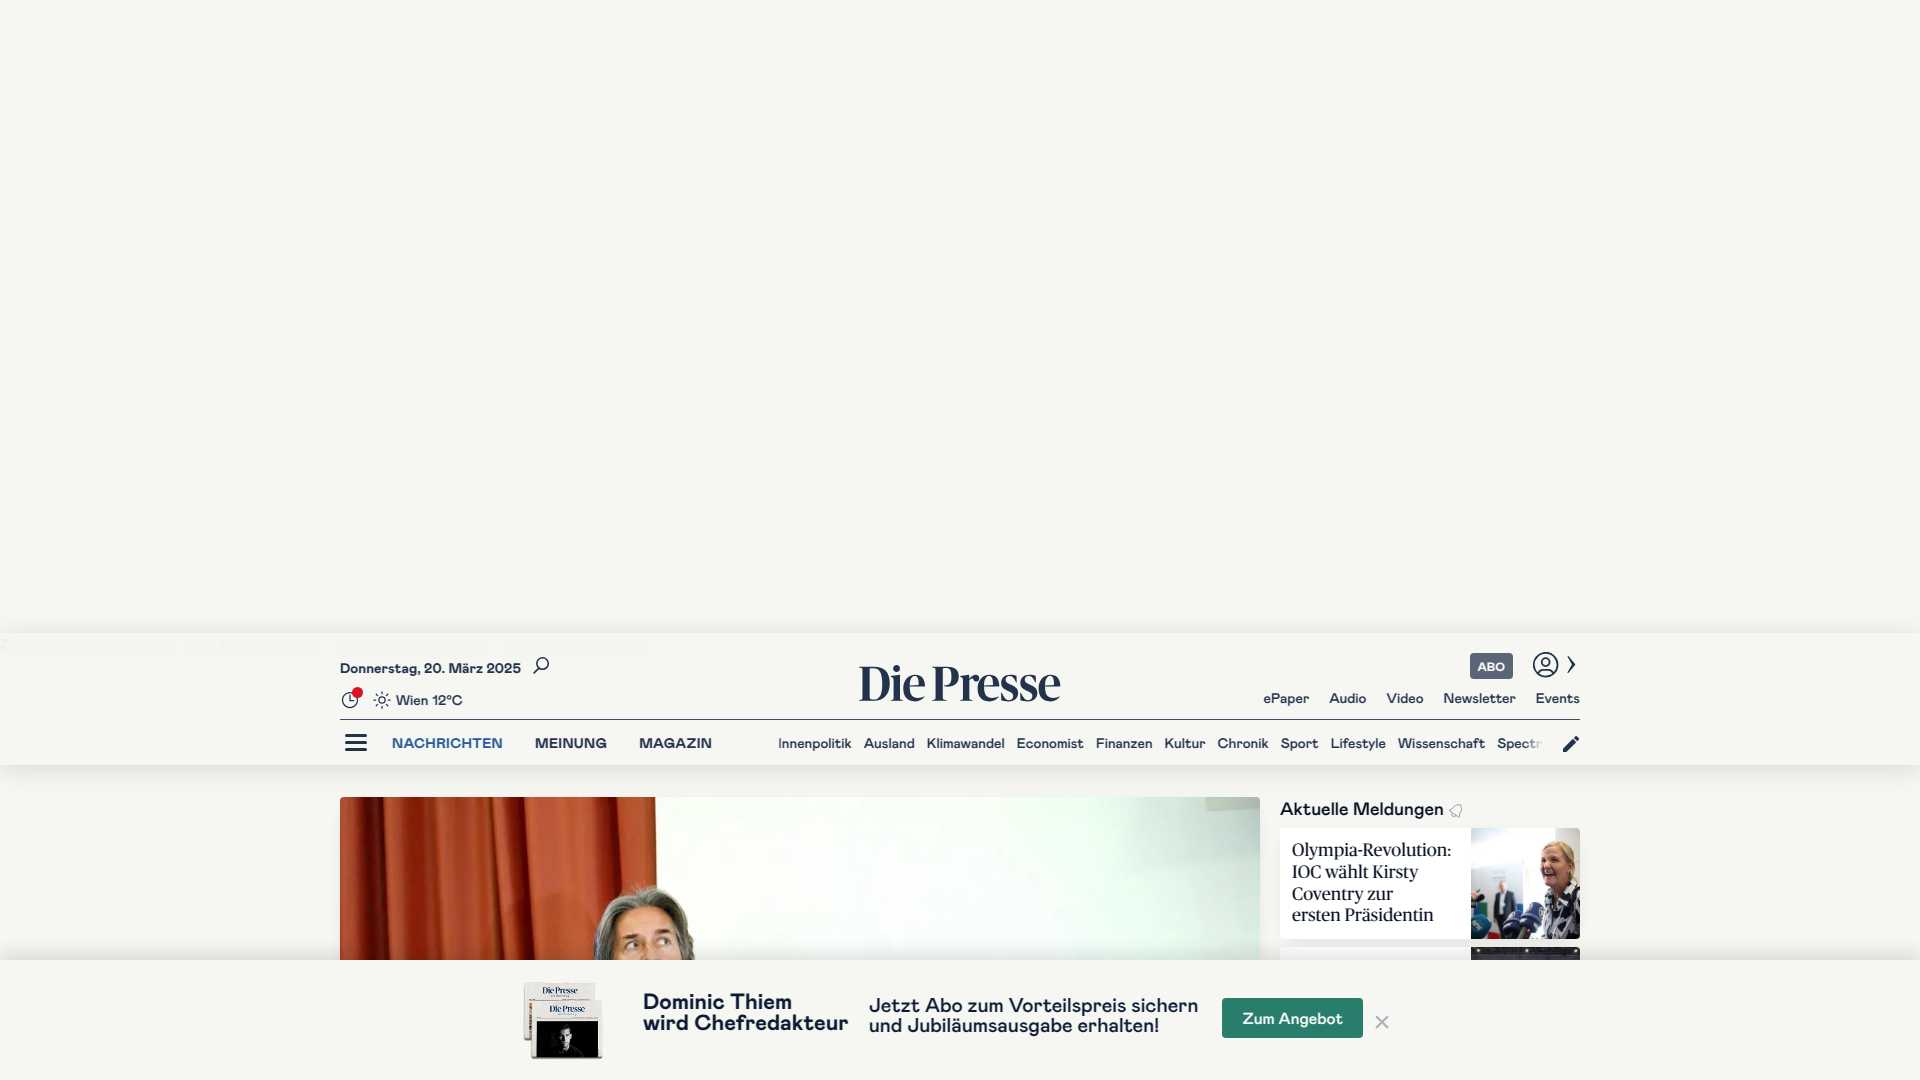 Donnerstag, 20. März 2025
Wien 12°C
Die Presse
ABO
ePaper Audio Video Newsletter Events
NACHRICHTEN MEINUNG MAGAZIN
Innenpolitik Ausland Klimawandel Economist Finanzen Kultur Chronik Sport Lifestyle Wissenschaft Spectr
Aktuelle Meldungen
Olympia-Revolution:
IOC wählt Kirsty
Coventry zur
ersten Präsidentin
Die Presse
Die Presse
Dominic Thiem
wird Chefredakteur
Jetzt Abo zum Vorteilspreis sichern
und Jubiläumsausgabe erhalten!
Zum Angebot